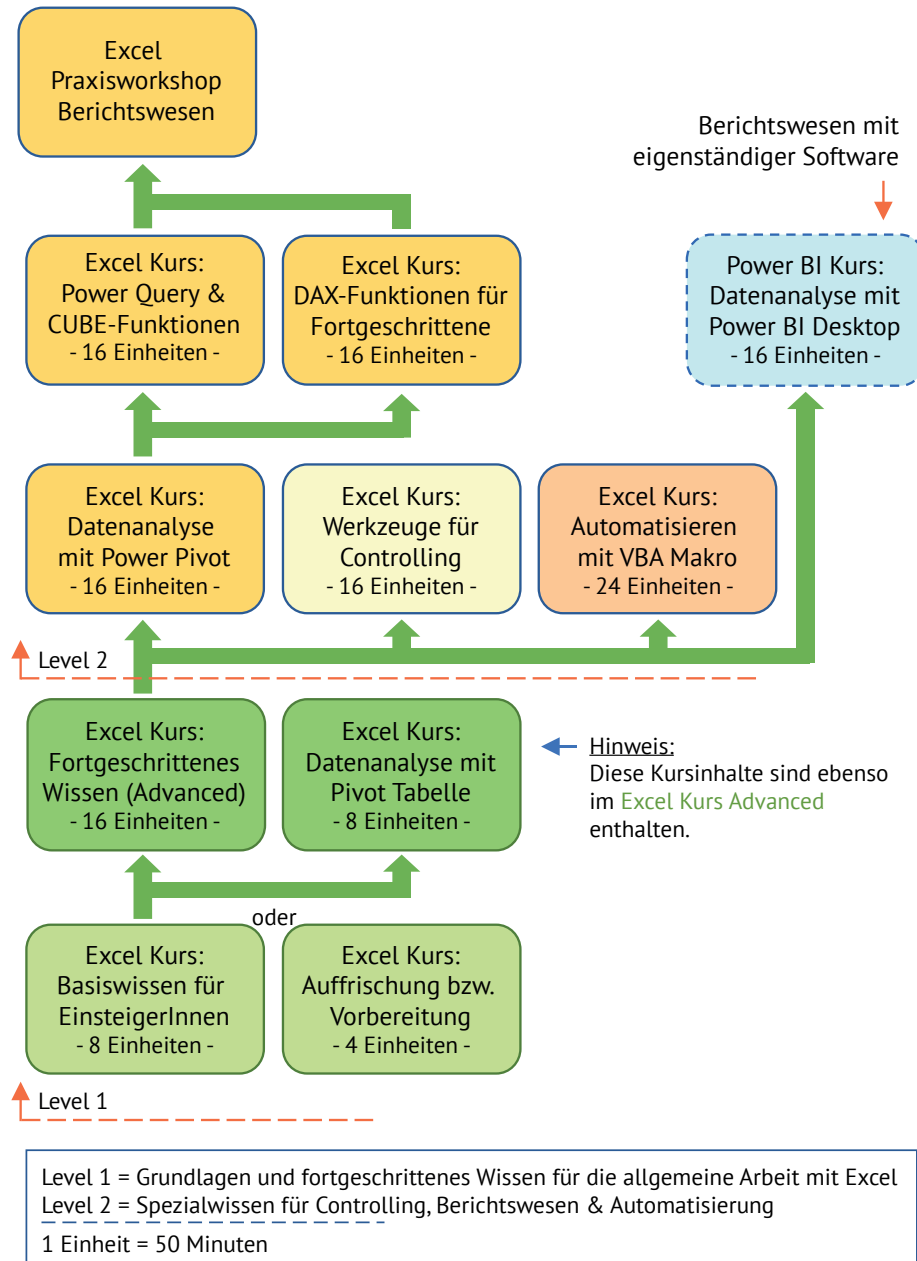 Excel
Praxisworkshop
Berichtswesen
Berichtswesen mit
eigenständiger Software
Excel Kurs:
Power Query &
CUBE-Funktionen
- 16 Einheiten -
Excel Kurs:
DAX-Funktionen für
Fortgeschrittene
- 16 Einheiten -
Power BI Kurs:
Datenanalyse mit
Power BI Desktop
- 16 Einheiten -
Excel Kurs:
Datenanalyse
mit Power Pivot
- 16 Einheiten -
Excel Kurs:
Werkzeuge für
Controlling
- 16 Einheiten -
Excel Kurs:
Automatisieren
mit VBA Makro
- 24 Einheiten -
Level 2
Excel Kurs:
Fortgeschrittenes
Wissen (Advanced)
- 16 Einheiten -
Excel Kurs:
Datenanalyse mit
Pivot Tabelle
- 8 Einheiten -
Hinweis:
Diese Kursinhalte sind ebenso
im Excel Kurs Advanced
enthalten.
oder
Excel Kurs:
Basiswissen für
EinsteigerInnen
- 8 Einheiten -
Excel Kurs:
Auffrischung bzw.
Vorbereitung
- 4 Einheiten -
Level 1
Level 1 = Grundlagen und fortgeschrittenes Wissen für die allgemeine Arbeit mit Excel
Level 2 = Spezialwissen für Controlling, Berichtswesen & Automatisierung
1 Einheit = 50 Minuten